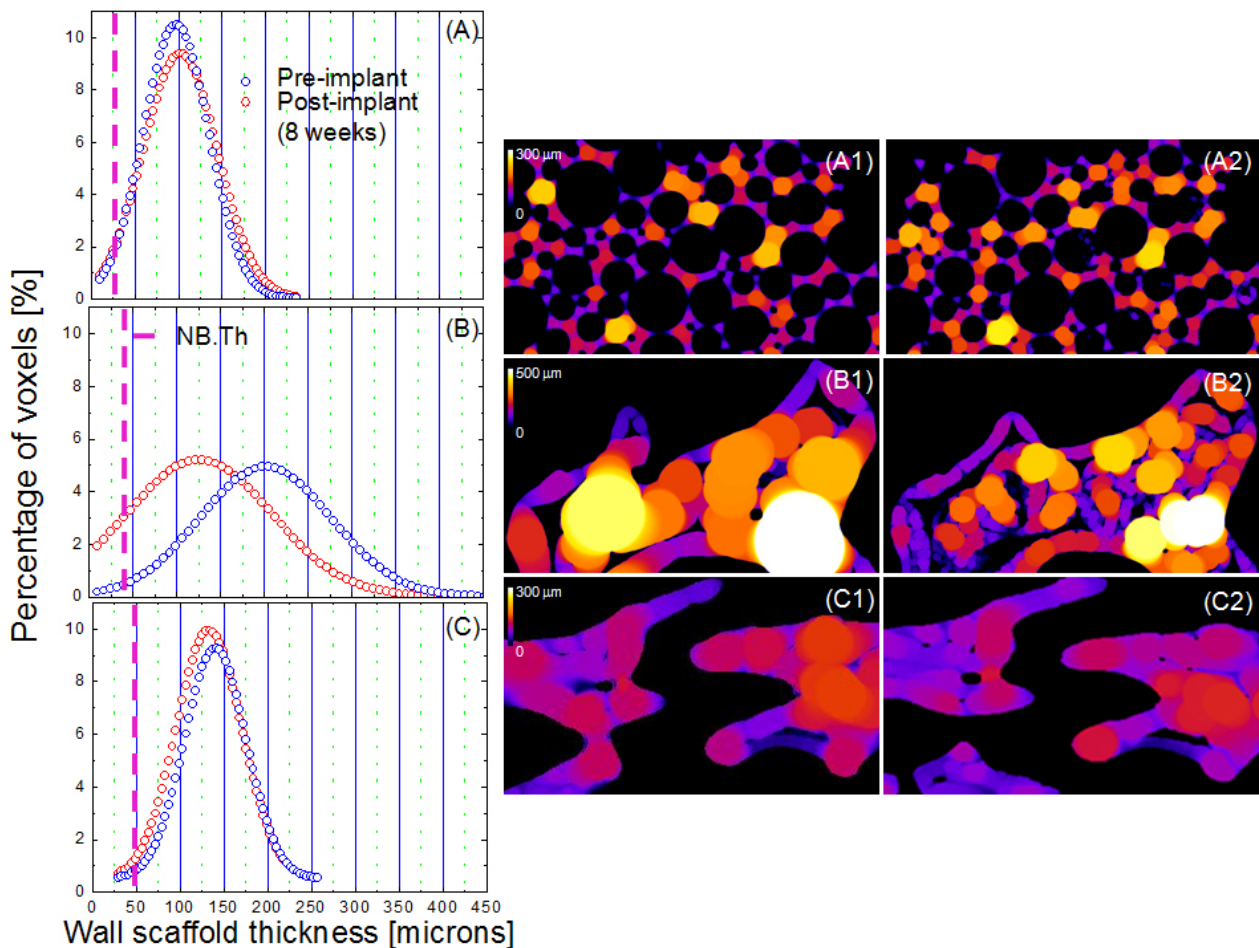 Percentage of voxels [%]
10
8
6
4
2
0
(A)
Pre-implant
Post-implant
(8 weeks)
10
8
6
4
2
0
(B)
NB.Th
10
8
6
4
2
0
(C)
0 50 100 150 200 250 300 350 400 450
Wall scaffold thickness [microns]
300 µm
0
(A1)
(A2)
500 µm
0
(B1)
(B2)
300 µm
0
(C1)
(C2)